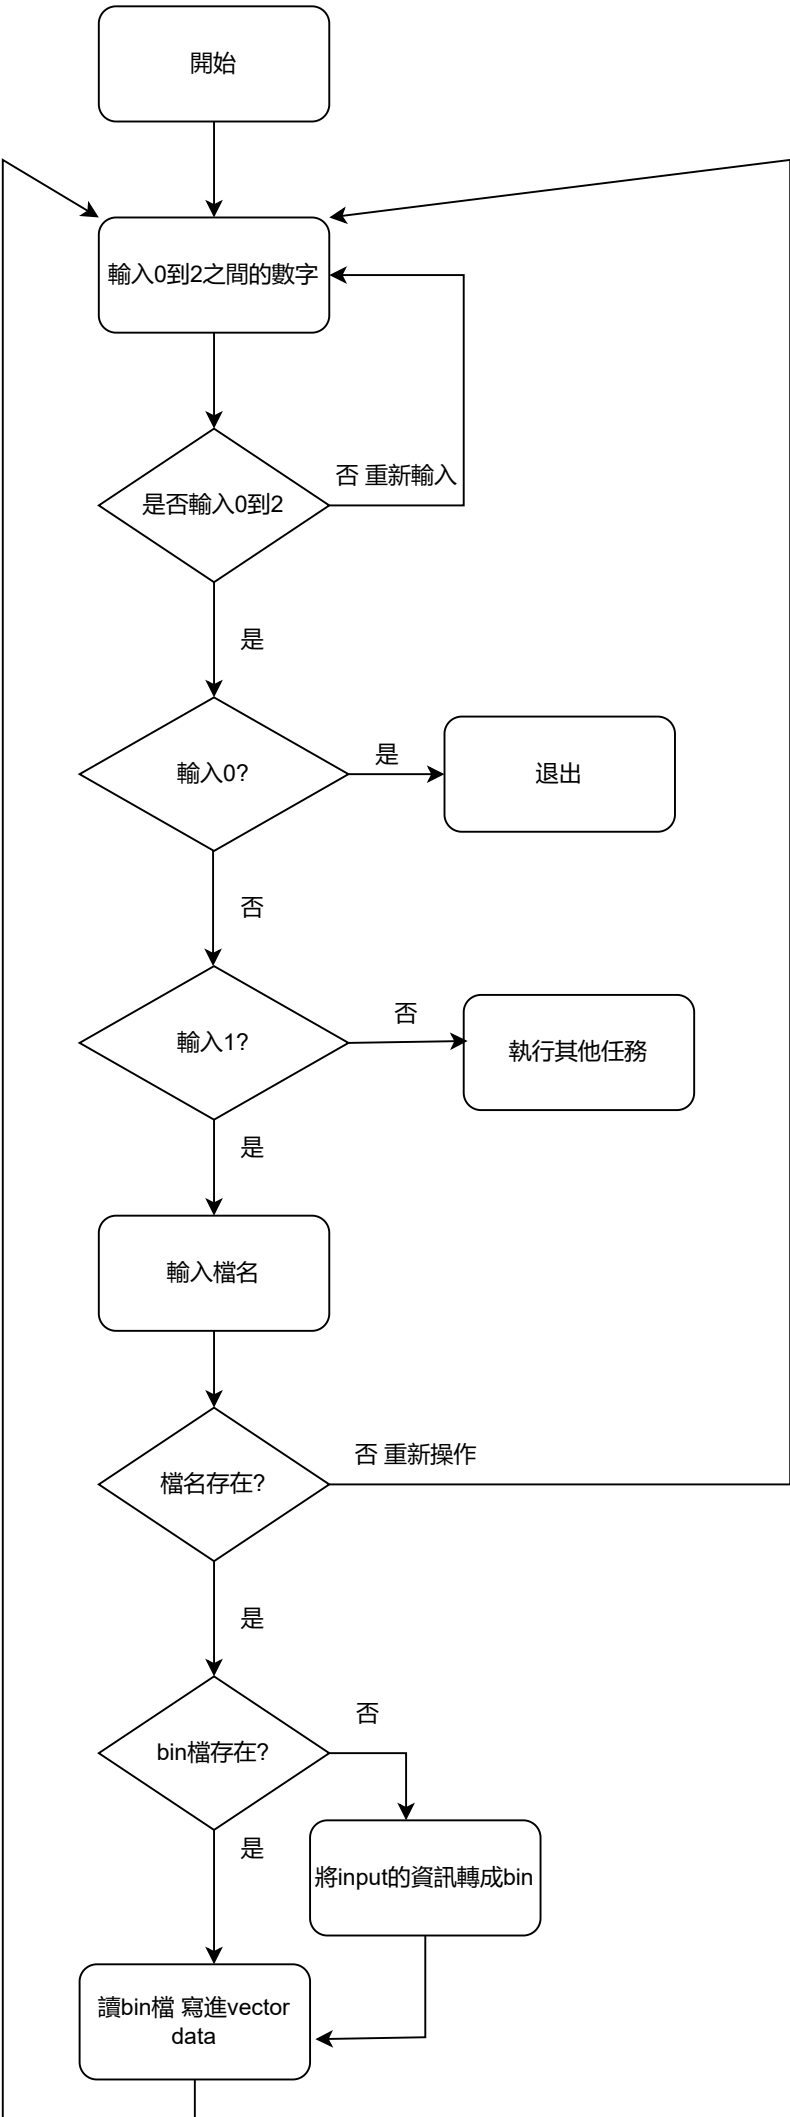 開始
輸入0到2之間的數字
否 重新輸入
是否輸入0到2
是
輸入0?
是
退出
否
輸入1?
否
執行其他任務
是
輸入檔名
否 重新操作
檔名存在?
是
否
bin檔存在?
是
將input的資訊轉成bin
讀bin檔 寫進vector
data